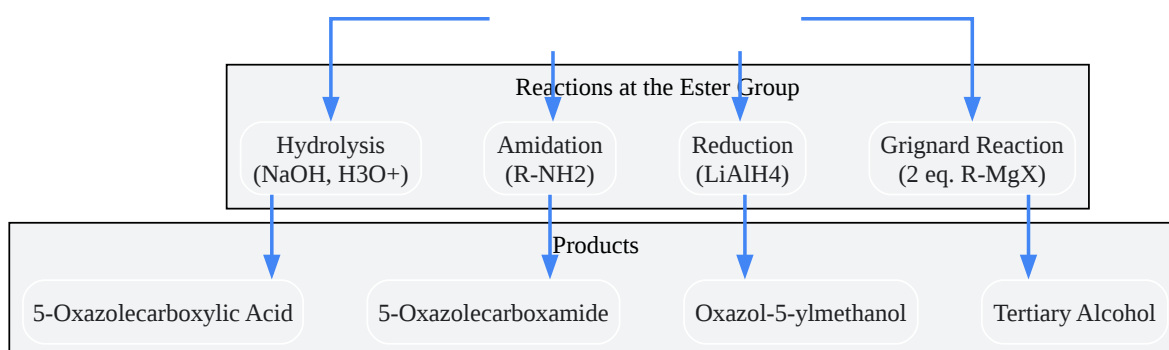 Reactions at the Ester Group
Hydrolysis
(NaOH, H3O+)
Amidation
(R-NH2)
Reduction
(LiAlH4)
Grignard Reaction
(2 eq. R-MgX)
Products
5-Oxazolecarboxylic Acid
5-Oxazolecarboxamide
Oxazol-5-ylmethanol
Tertiary Alcohol